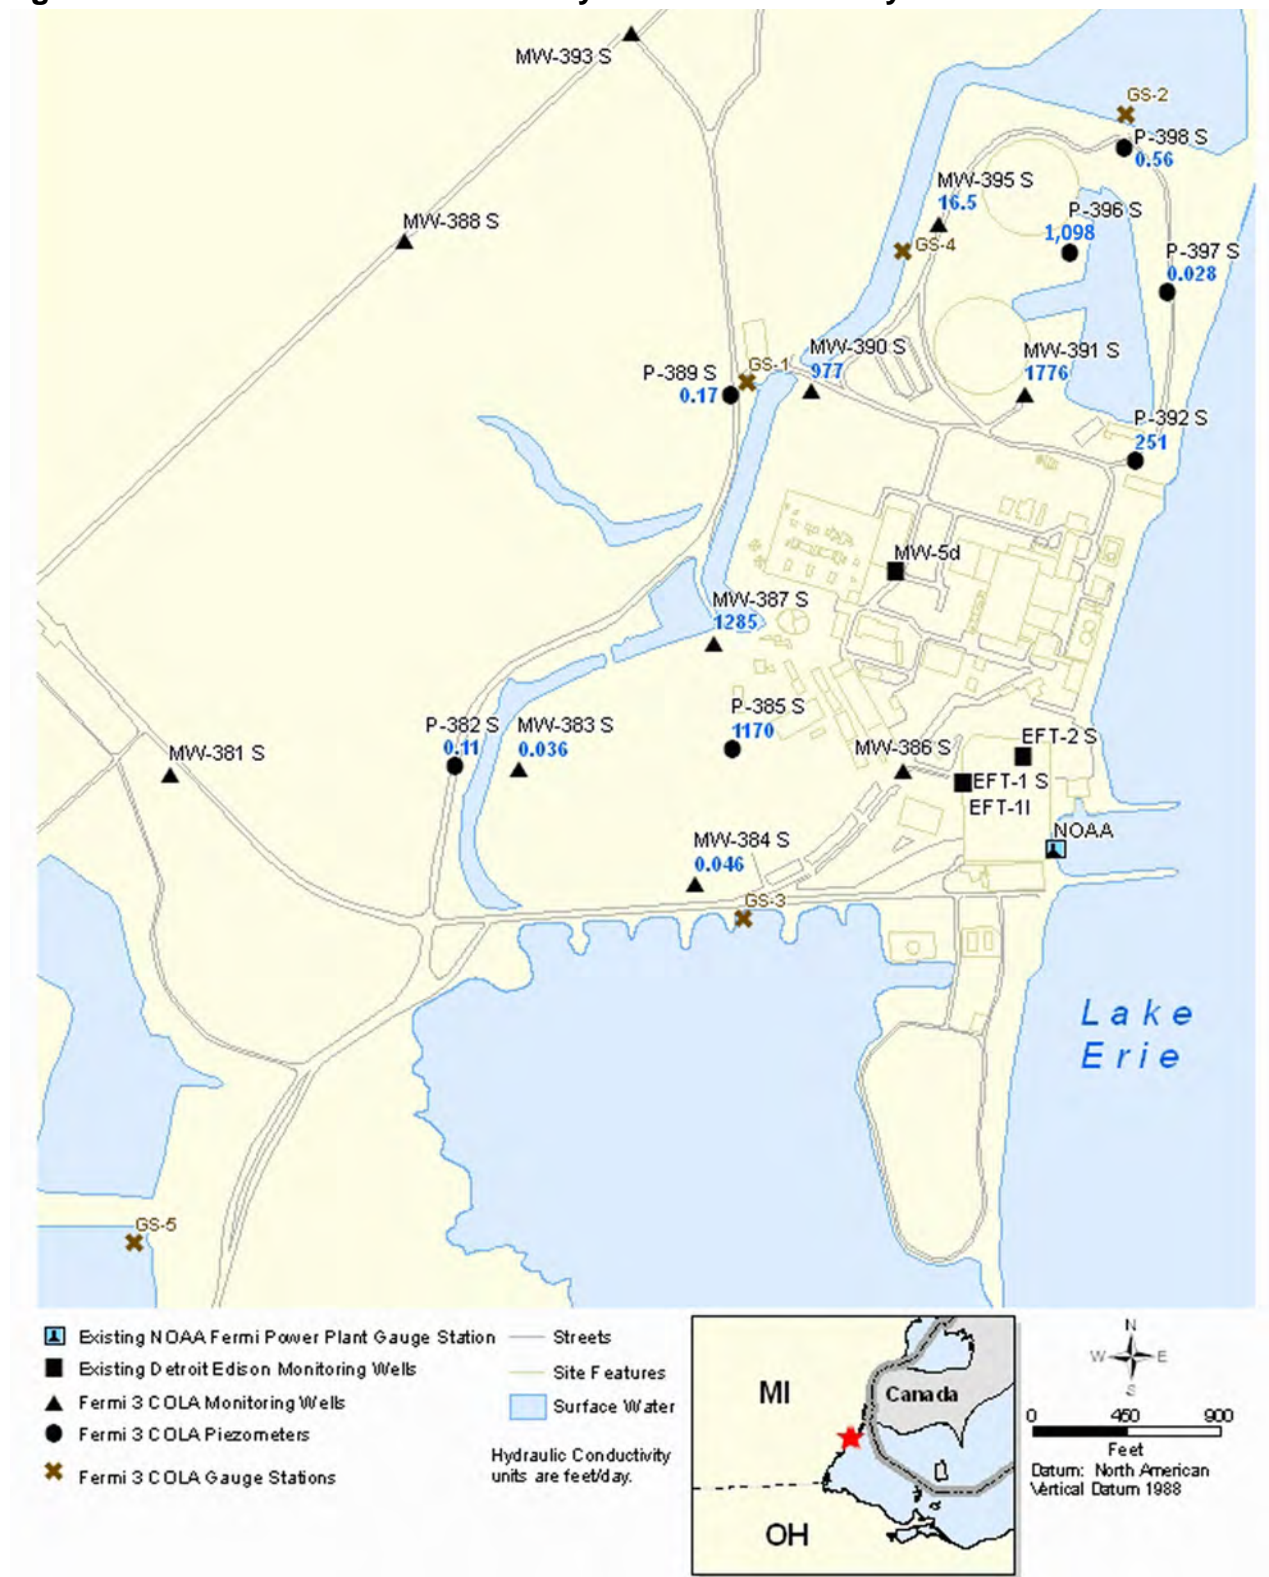 MW-393 S
GS-2
P-398 S
0.56
MW-395 S
16.5
P-396 S
1,098
MW-388 S
GS-4
P-397 S
0.028
MW-390 S
977
MW-391 S
1776
GS-1
P-389 S
0.17
P-392 S
251
MW-5d
MW-387 S
1285
P-385 S
1170
P-382 S
0.11
MW-383 S
0.036
MW-381 S
MW-386 S
EFT-2 S
EFT-1 S
EFT-1I
NOAA
MW-384 S
0.046
GS-3
Lake
Erie
GS-5
Existing NOAA Fermi Power Plant Gauge Station
Existing Detroit Edison Monitoring Wells
Fermi 3 COLA Monitoring Wells
Fermi 3 COLA Piezometers
Fermi 3 COLA Gauge Stations
Streets
Site Features
Surface Water
Hydraulic Conductivity
units are feet/day.
MI
Canada
OH
N
W E
S
0 450 900
Feet
Datum: North American
Vertical Datum 1988